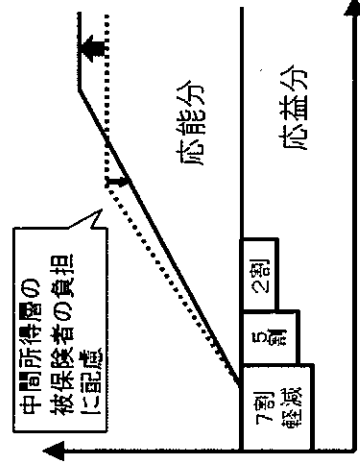 中間所得層の
被保険者の負担
に配慮
応能分
応益分
7割
軽減
5割
2割